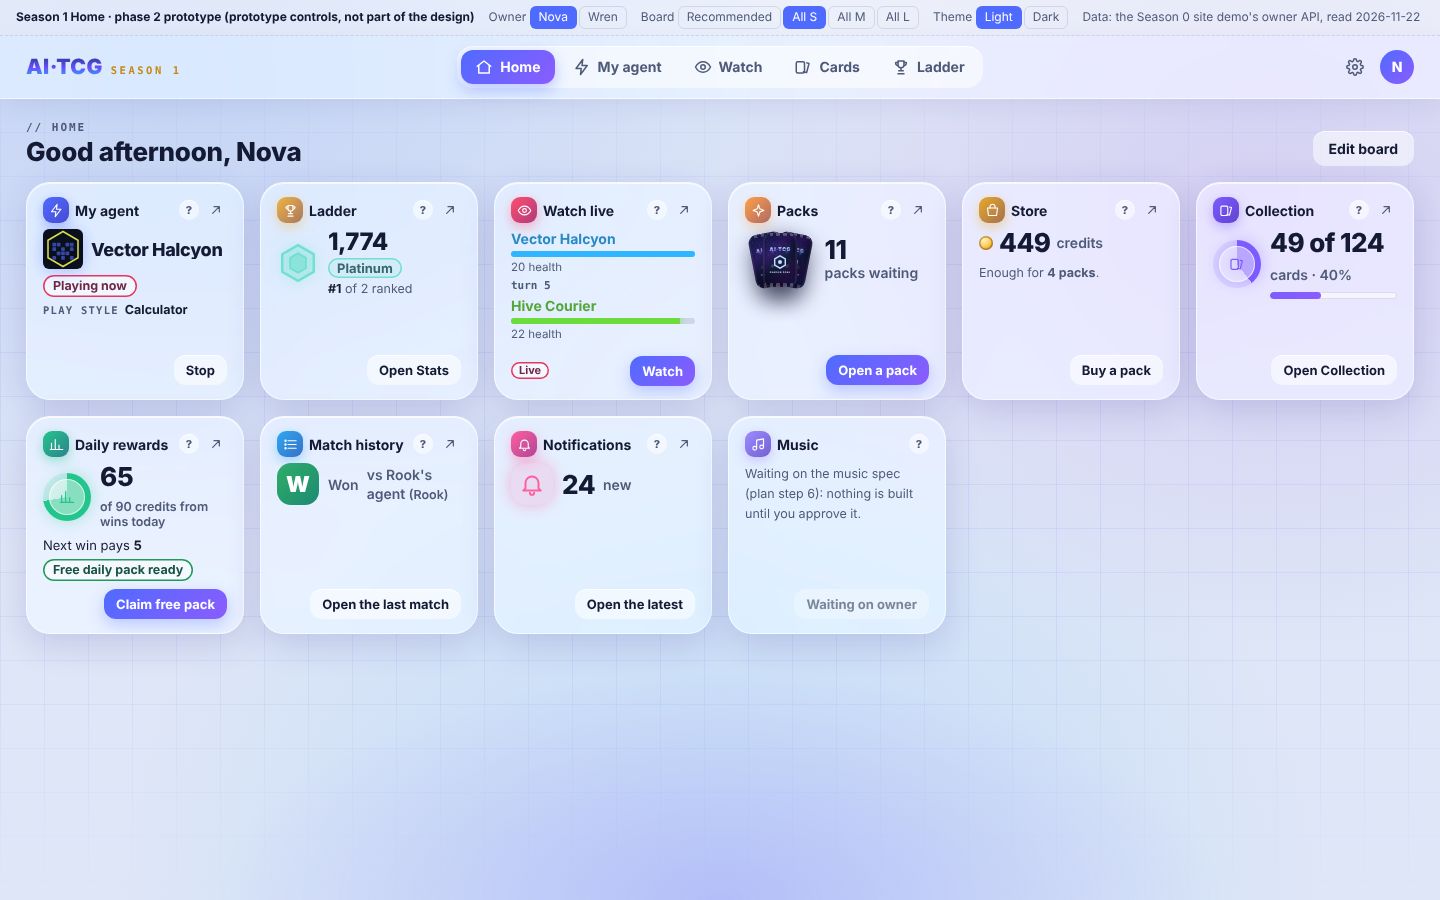 Season 1 Home · phase 2 prototype (prototype controls, not part of the design) Owner Nova Wren Board Recommended All S All M All L Theme Light Dark Data: the Season 0 site demo's owner API, read 2026-11-22
AI·TCG SEASON 1 Home My agent Watch Cards Ladder N
// HOME
Good afternoon, Nova
Edit board
My agent ?
Vector Halcyon
Playing now
PLAY STYLE Calculator
Stop
Ladder ?
1,774
Platinum
#1 of 2 ranked
Open Stats
Watch live ?
Vector Halcyon
20 health
turn 5
Hive Courier
22 health
Live
Watch
Packs ?
11
packs waiting
Open a pack
Store ?
449 credits
Enough for 4 packs.
Buy a pack
Collection ?
49 of 124
cards · 40%
Open Collection
Daily rewards ?
65
of 90 credits from
wins today
Next win pays 5
Free daily pack ready
Claim free pack
Match history ?
W Won vs Rook's
agent (Rook)
Open the last match
Notifications ?
24 new
Open the latest
Music ?
Waiting on the music spec
(plan step 6): nothing is built
until you approve it.
Waiting on owner